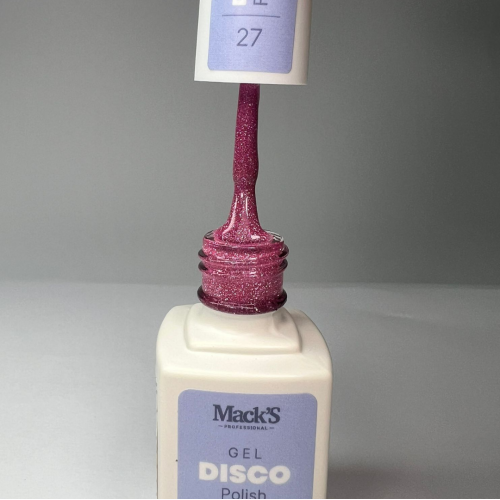 27
Mack'S
PROFESSIONAL
GEL
DISCO
Polish